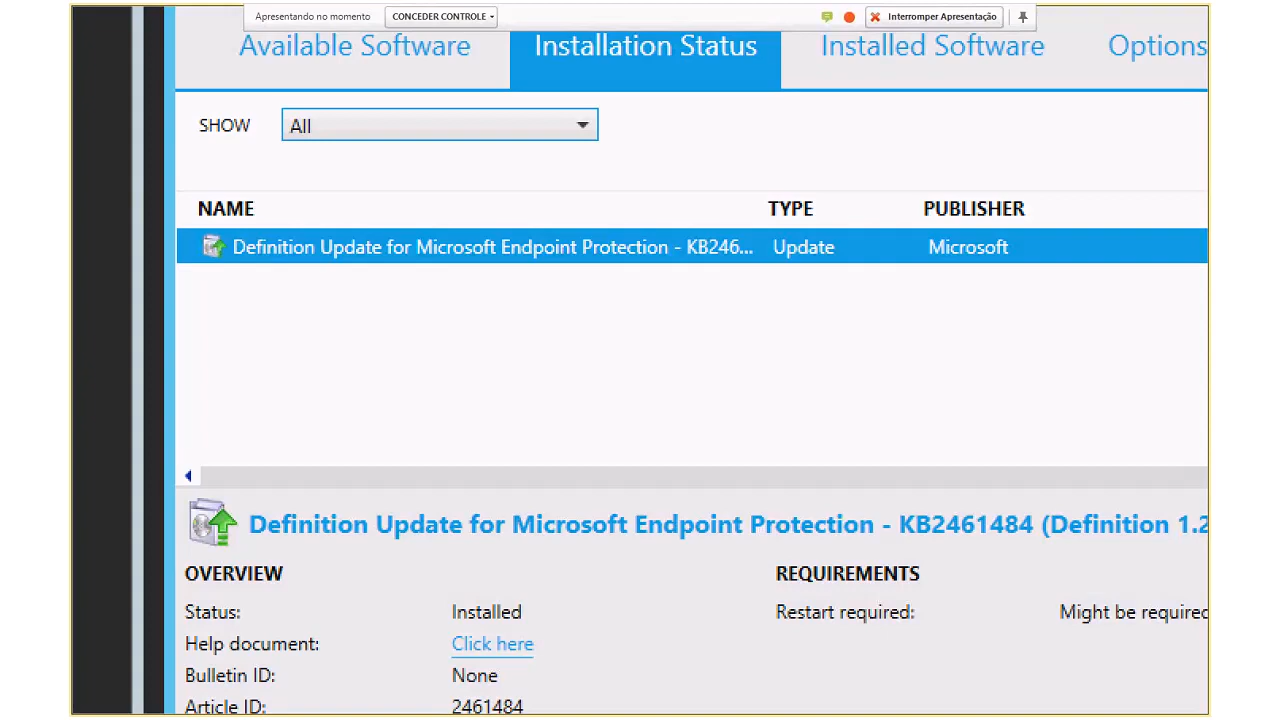 Apresentando no momento CONCEDER CONTROLE Interromper Apresentação
Available Software Installation Status Installed Software Options
SHOW All
NAME TYPE PUBLISHER
Definition Update for Microsoft Endpoint Protection - KB246... Update Microsoft
Definition Update for Microsoft Endpoint Protection - KB2461484 (Definition 1.2
OVERVIEW REQUIREMENTS
Status: Installed Restart required: Might be required
Help document: Click here
Bulletin ID: None
Article ID: 2461484